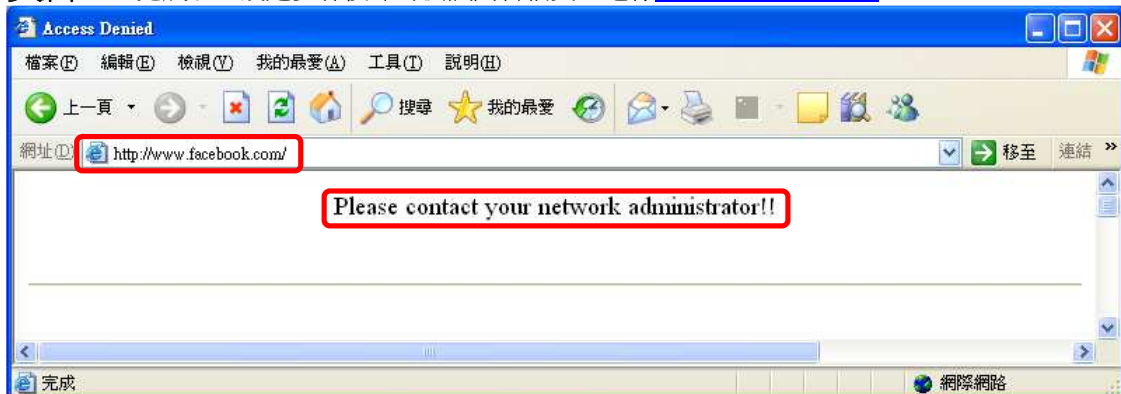 Access Denied
檔案(F) 編輯(E) 檢視(V) 我的最愛(A) 工具(T) 說明(H)
上一頁 搜尋 我的最愛
網址(D) http://www.facebook.com/ 移至 連結 »
Please contact your network administrator!!
完成 網際網路